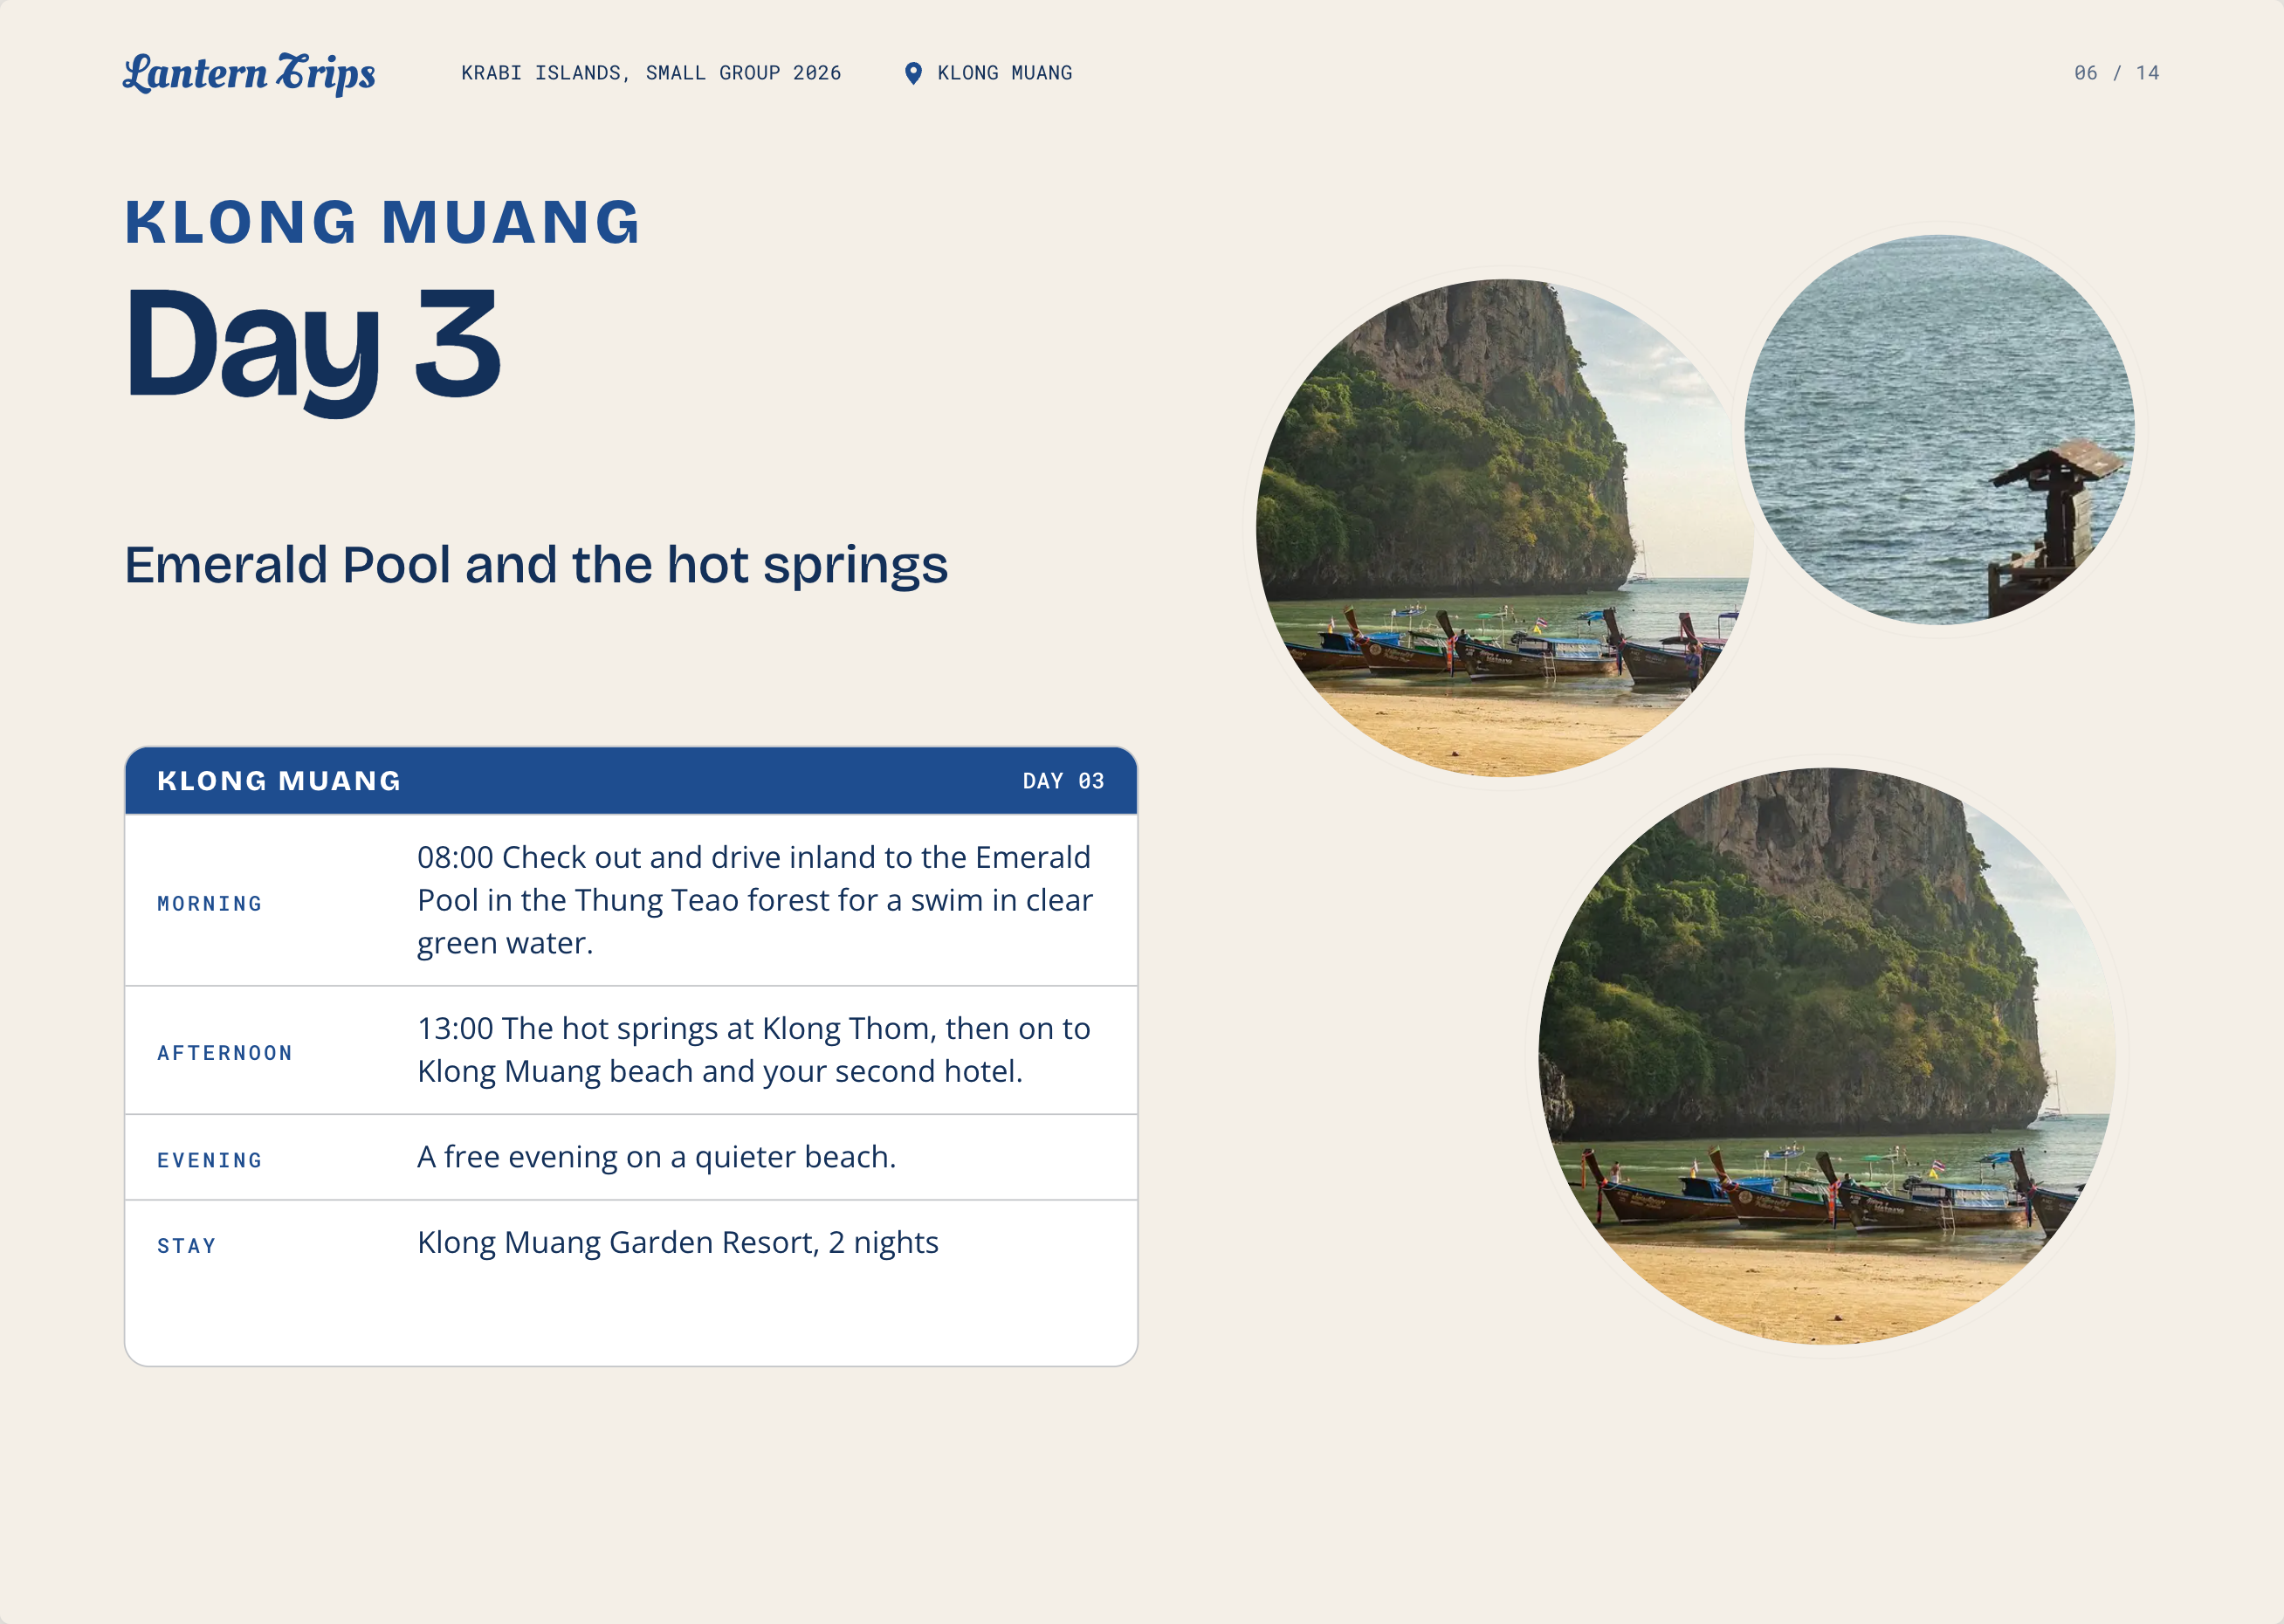 Lantern Trips
KRABI ISLANDS, SMALL GROUP 2026
KLONG MUANG
06 / 14
KLONG MUANG
Day 3
Emerald Pool and the hot springs
KLONG MUANG
DAY 03
MORNING
08:00 Check out and drive inland to the Emerald
Pool in the Thung Teao forest for a swim in clear
green water.
AFTERNOON
13:00 The hot springs at Klong Thom, then on to
Klong Muang beach and your second hotel.
EVENING
A free evening on a quieter beach.
STAY
Klong Muang Garden Resort, 2 nights